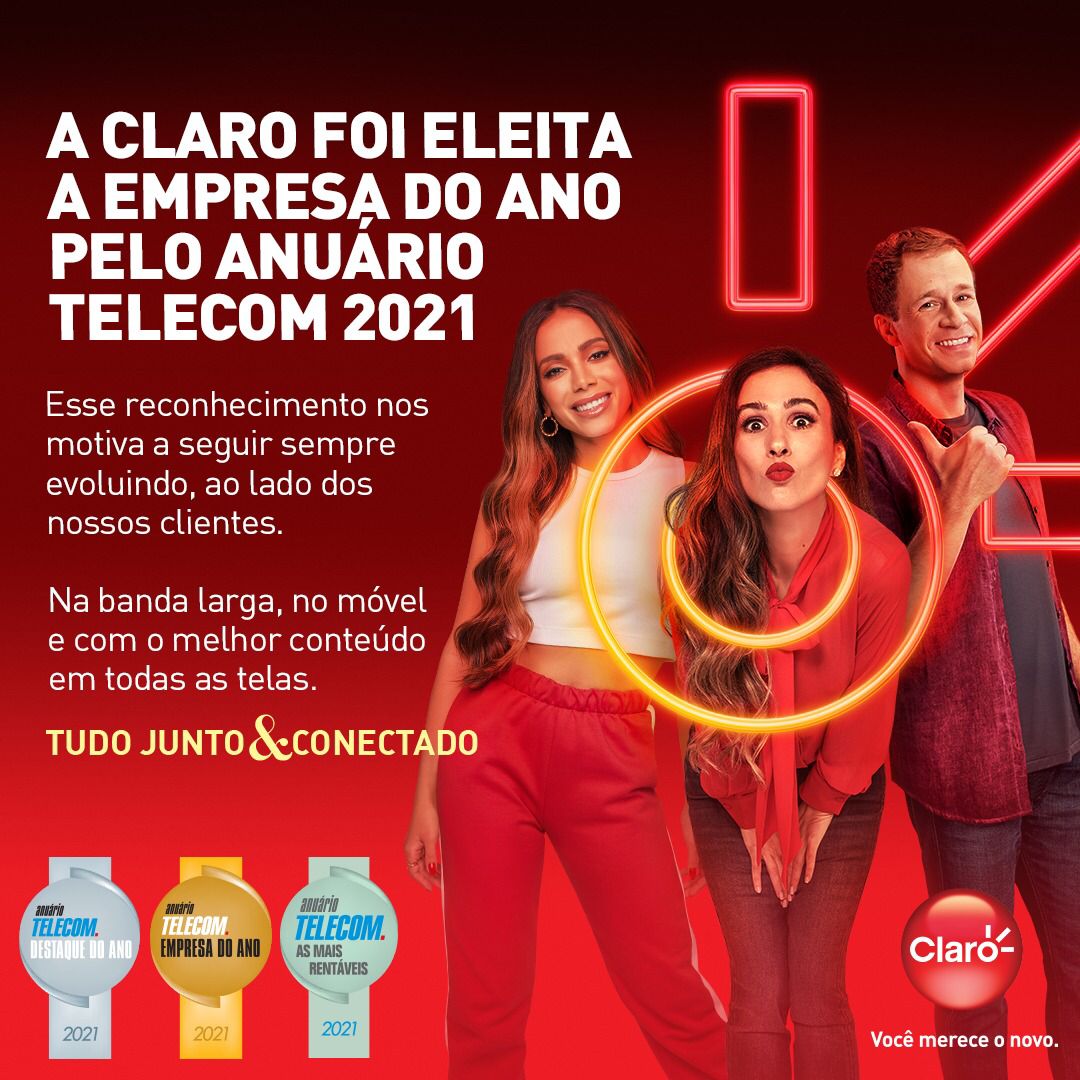 A CLARO FOI ELEITA
A EMPRESA DO ANO
PELO ANUÁRIO
TELECOM 2021
Esse reconhecimento nos
motiva a seguir sempre
evoluindo, ao lado dos
nossos clientes.
Na banda larga, no móvel
e com o melhor conteúdo
em todas as telas.
TUDO JUNTO&CONECTADO
anuário
TELECOM.
DESTAQUE DO ANO
2021
anuário
TELECOM.
EMPRESA DO ANO
2021
anuário
TELECOM.
AS MAIS
RENTÁVEIS
2021
Claro
Você merece o novo.